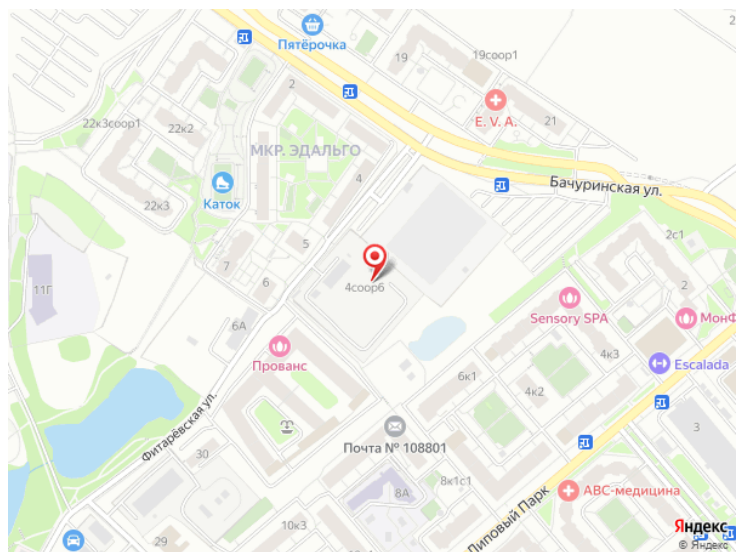 2
Пятёрочка
19
19соор1
2
E. V. A.
21
22к3соор1
22к2
МКР. ЭДАЛЬГО
4
Бачуринская ул.
22к3
Каток
5
2с1
7
11Г
6
4соор6
2
Sensory SPA
6А
МонФ
Прованс
4к3
Escalada
6к1
4к2
Фитарёвская ул.
Почта № 108801
3
30
8к1с1
8А
АВС-медицина
10к3
Липовый Парк
29
Яндекс
© Яндекс